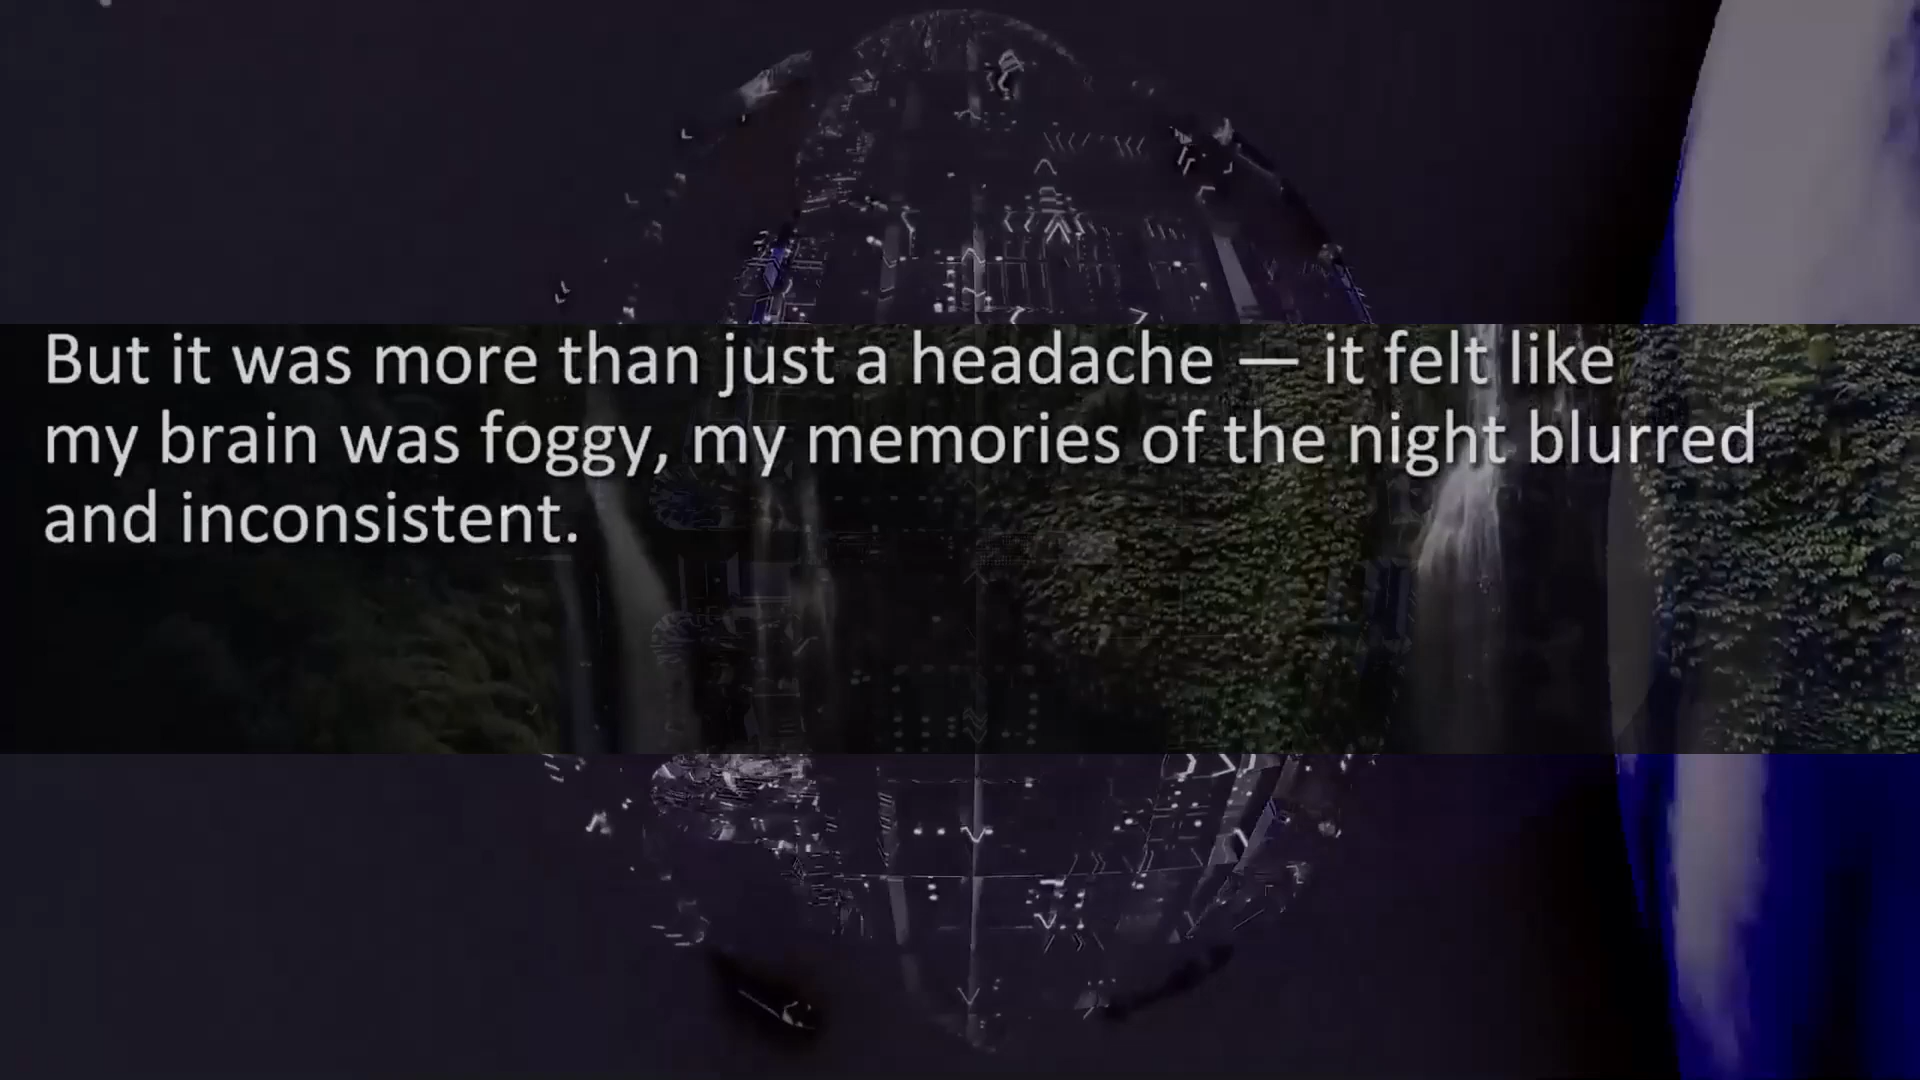 But it was more than just a headache — it felt like
my brain was foggy, my memories of the night blurred
and inconsistent.